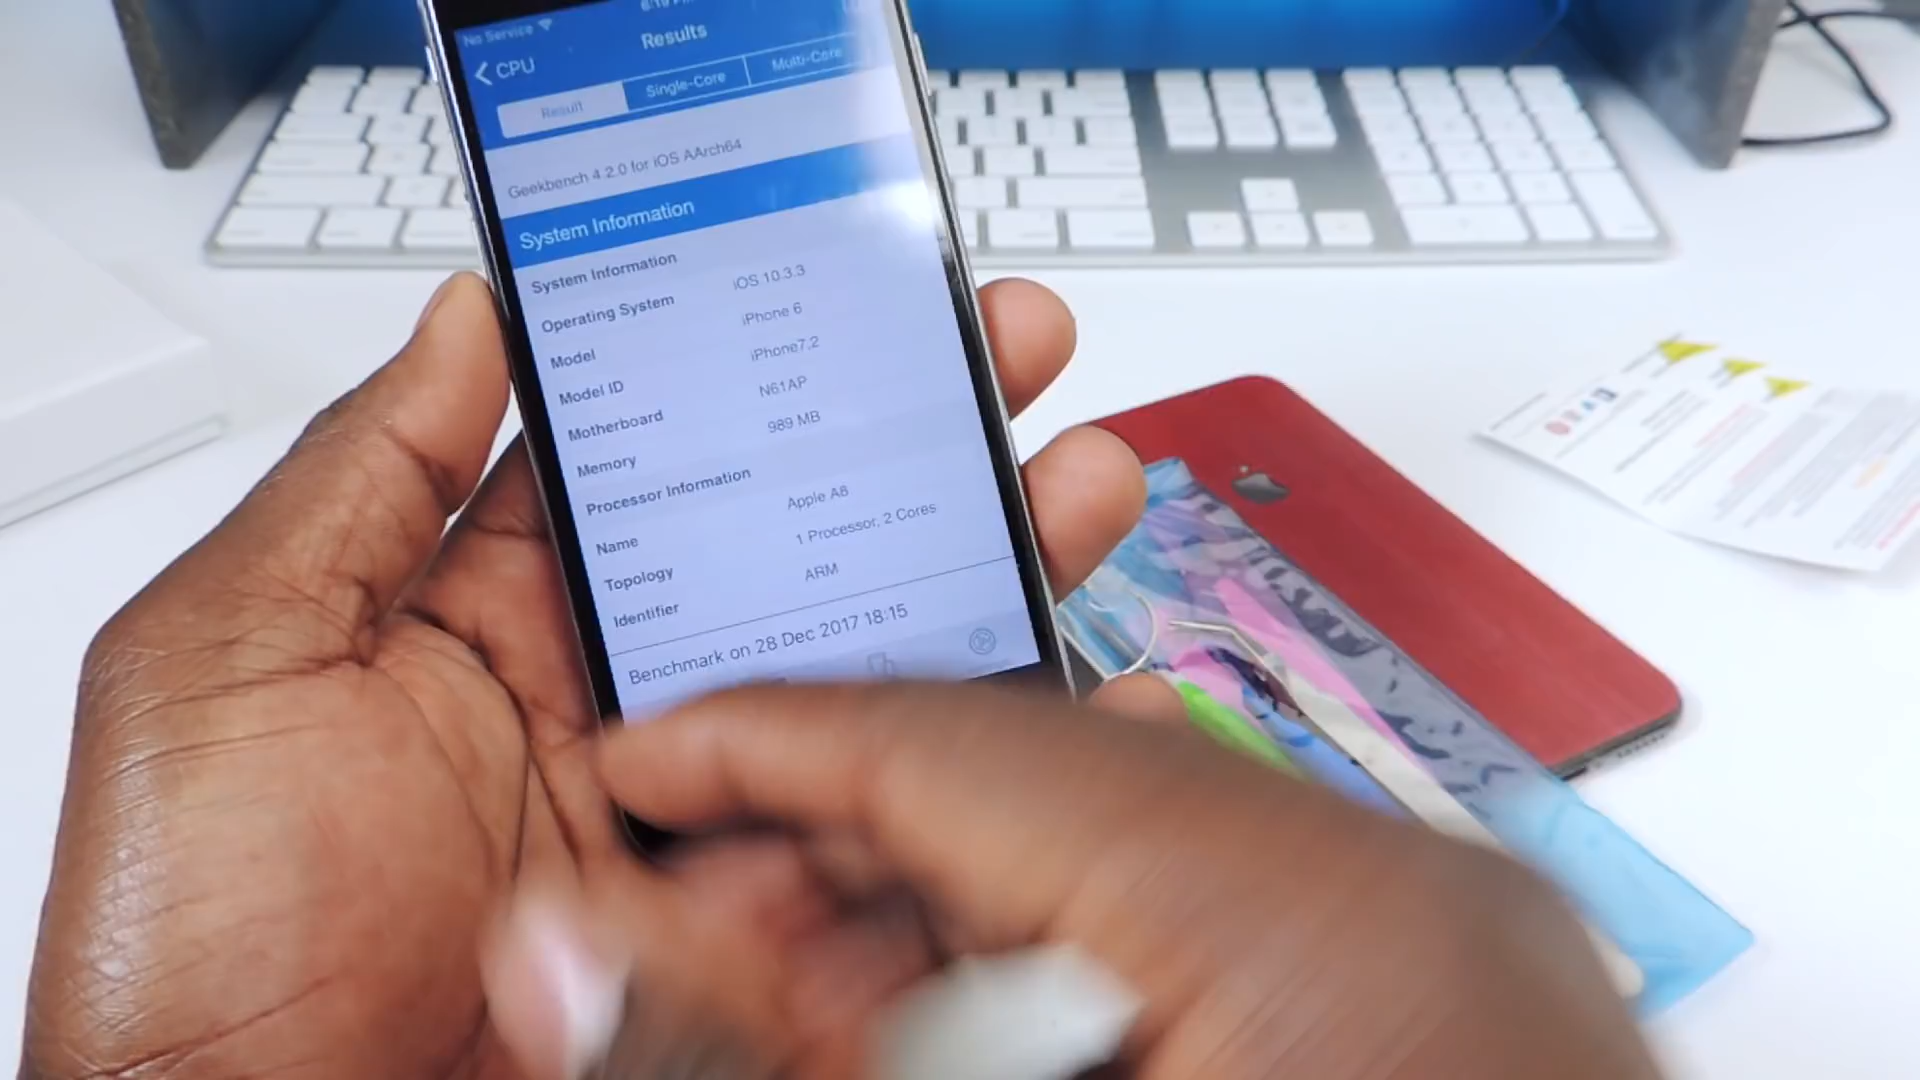 No Service
Results
CPU
Result
Single-Core
Multi-Core
Geekbench 4.2.0 for iOS AArch64
System Information
System Information
Operating System iOS 10.3.3
Model iPhone 6
Model ID iPhone7,2
Motherboard N61AP
Memory 989 MB
Processor Information
Name Apple A8
Topology 1 Processor, 2 Cores
Identifier ARM
Benchmark on 28 Dec 2017 18:15